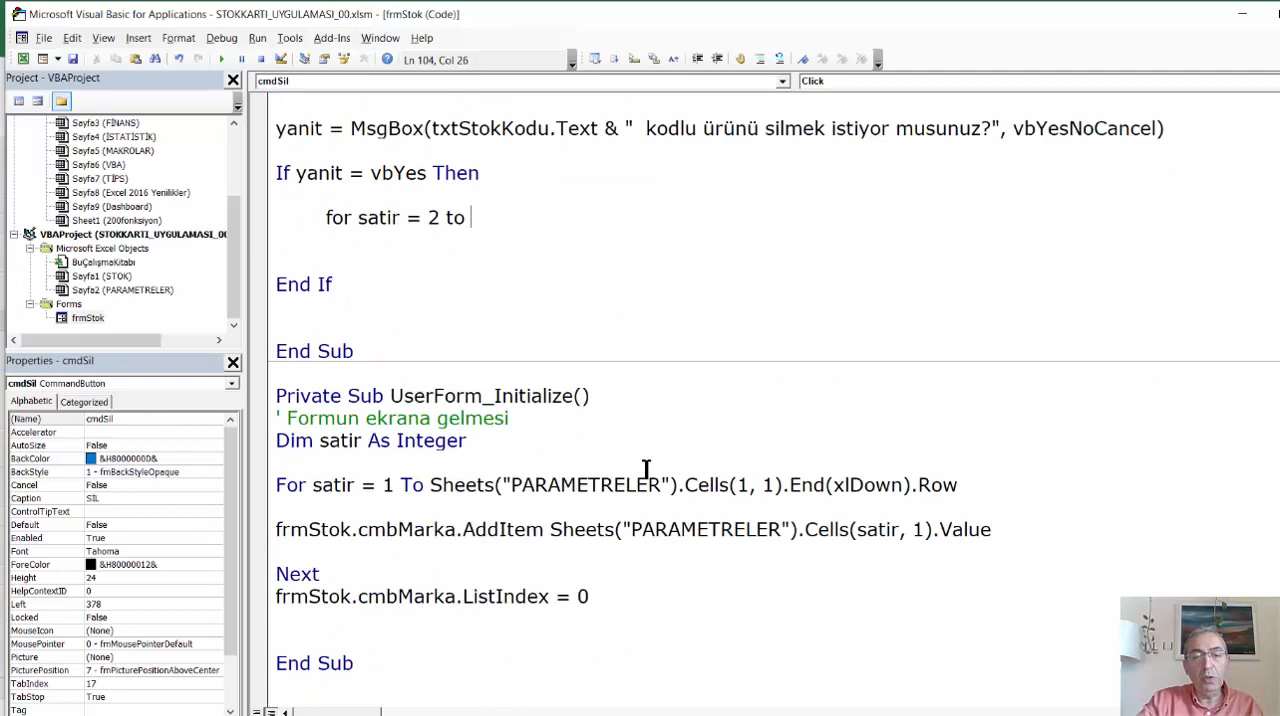 Microsoft Visual Basic for Applications - STOKKARTI_UYGULAMASI_00.xlsm - [frmStok (Code)]
File Edit View Insert Format Debug Run Tools Add-Ins Window Help
Ln 104, Col 26
Project - VBAProject
cmdSil
Click
Sayfa3 (FİNANS)
Sayfa4 (İSTATİSTİK)
Sayfa5 (MAKROLAR)
Sayfa6 (VBA)
Sayfa7 (TİPS)
Sayfa8 (Excel 2016 Yenilikler)
Sayfa9 (Dashboard)
Sheet1 (200fonksiyon)
VBAProject (STOKKARTI_UYGULAMASI_00
Microsoft Excel Objects
BuÇalışmaKitabı
Sayfa1 (STOK)
Sayfa2 (PARAMETRELER)
Forms
frmStok
Properties - cmdSil
cmdSil CommandButton
Alphabetic Categorized
(Name) cmdSil
Accelerator
AutoSize False
BackColor &H8000000D&
BackStyle 1 - fmBackStyleOpaque
Cancel False
Caption SIL
ControlTipText
Default False
Enabled True
Font Tahoma
ForeColor &H80000012&
Height 24
HelpContextID 0
Left 378
Locked False
MouseIcon (None)
MousePointer 0 - fmMousePointerDefault
Picture (None)
PicturePosition 7 - fmPicturePositionAboveCenter
TabIndex 17
TabStop True
Tag
yanit = MsgBox(txtStokKodu.Text & "  kodlu ürünü silmek istiyor musunuz?", vbYesNoCancel)
If yanit = vbYes Then
for satir = 2 to
End If
End Sub
Private Sub UserForm_Initialize()
' Formun ekrana gelmesi
Dim satir As Integer
For satir = 1 To Sheets("PARAMETRELER").Cells(1, 1).End(xlDown).Row
frmStok.cmbMarka.AddItem Sheets("PARAMETRELER").Cells(satir, 1).Value
Next
frmStok.cmbMarka.ListIndex = 0
End Sub